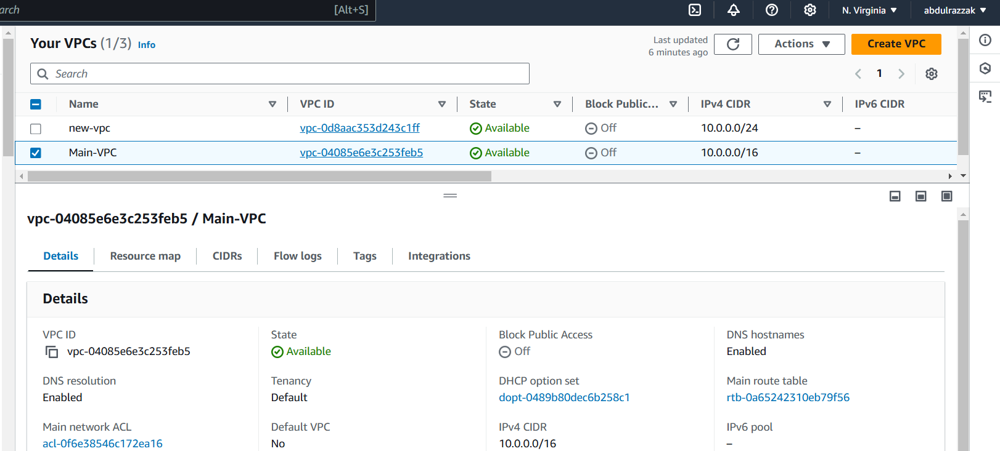 arch [Alt+S] N. Virginia abdulrazzak
Your VPCs (1/3) Info Last updated 6 minutes ago Actions Create VPC
Search 1
Name VPC ID State Block Public... IPv4 CIDR IPv6 CIDR
new-vpc vpc-0d8aac353d243c1ff Available Off 10.0.0.0/24 –
Main-VPC vpc-04085e6e3c253feb5 Available Off 10.0.0.0/16 –
vpc-04085e6e3c253feb5 / Main-VPC
Details Resource map CIDRs Flow logs Tags Integrations
Details
VPC ID State Block Public Access DNS hostnames
vpc-04085e6e3c253feb5 Available Off Enabled
DNS resolution Tenancy DHCP option set Main route table
Enabled Default dopt-0489b80dec6b258c1 rtb-0a65242310eb79f56
Main network ACL Default VPC IPv4 CIDR IPv6 pool
acl-0f6e38546c172ea16 No 10.0.0.0/16 –